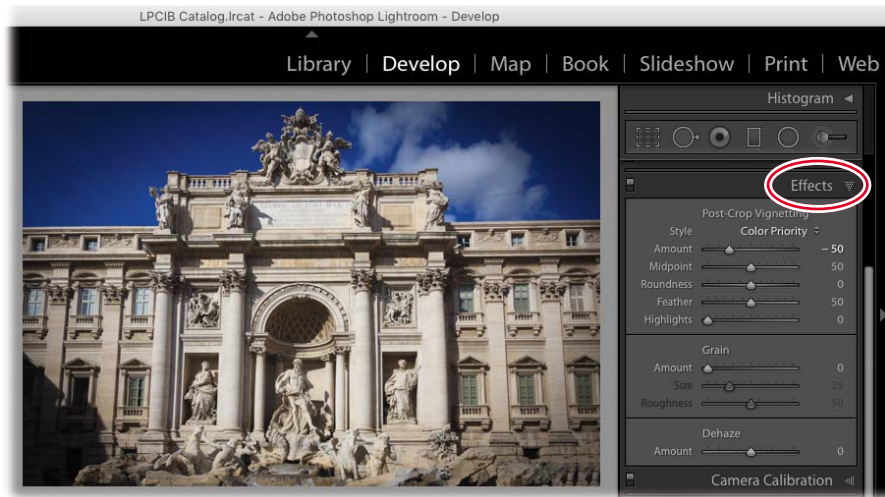 LPCIB Catalog.lrcat - Adobe Photoshop Lightroom - Develop
Library | Develop | Map | Book | Slideshow | Print | Web
Histogram
Effects
Post-Crop Vignetting
Style Color Priority
Amount – 50
Midpoint 50
Roundness 0
Feather 50
Highlights 0
Grain
Amount 0
Size 25
Roughness 50
Dehaze
Amount 0
Camera Calibration